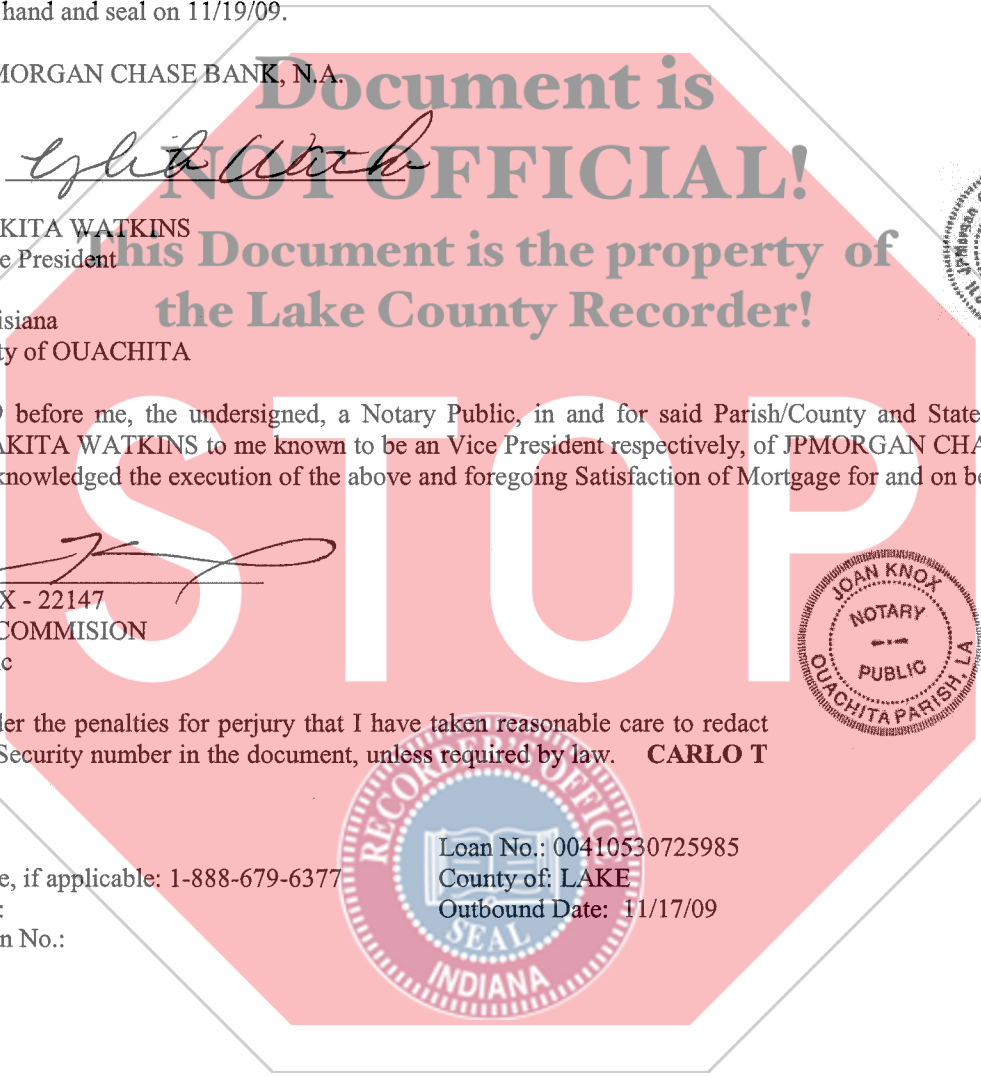 hand and seal on 11/19/09.
MORGAN CHASE BANK, N.A.
Document is
NOT OFFICIAL!
This Document is the property of
the Lake County Recorder!
KITA WATKINS
e President
isiana
ty of OUACHITA
before me, the undersigned, a Notary Public, in and for said Parish/County and State
AKITA WATKINS to me known to be an Vice President respectively, of JPMORGAN CHA
knowledged the execution of the above and foregoing Satisfaction of Mortgage for and on be
STOP
X - 22147
COMMISION
ic
JOAN KNOX
NOTARY
PUBLIC
OUACHITA PARISH, LA
der the penalties for perjury that I have taken reasonable care to redact
Security number in the document, unless required by law. CARLO T
RECORDER'S OFFICE
SEAL
INDIANA
Loan No.: 00410530725985
e, if applicable: 1-888-679-6377 County of: LAKE
: Outbound Date: 11/17/09
n No.:
JPMorgan